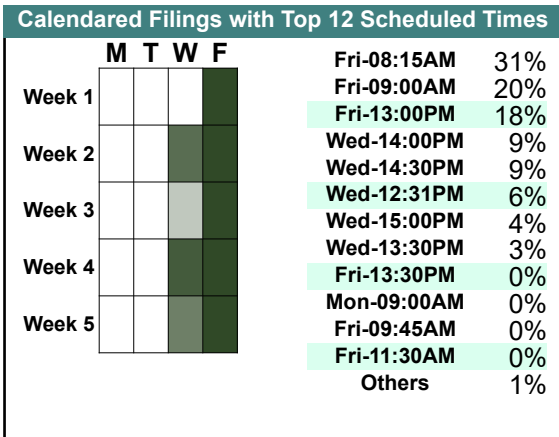 Calendared Filings with Top 12 Scheduled Times
M T W F
Week 1
Week 2
Week 3
Week 4
Week 5
Fri-08:15AM 31%
Fri-09:00AM 20%
Fri-13:00PM 18%
Wed-14:00PM 9%
Wed-14:30PM 9%
Wed-12:31PM 6%
Wed-15:00PM 4%
Wed-13:30PM 3%
Fri-13:30PM 0%
Mon-09:00AM 0%
Fri-09:45AM 0%
Fri-11:30AM 0%
Others 1%